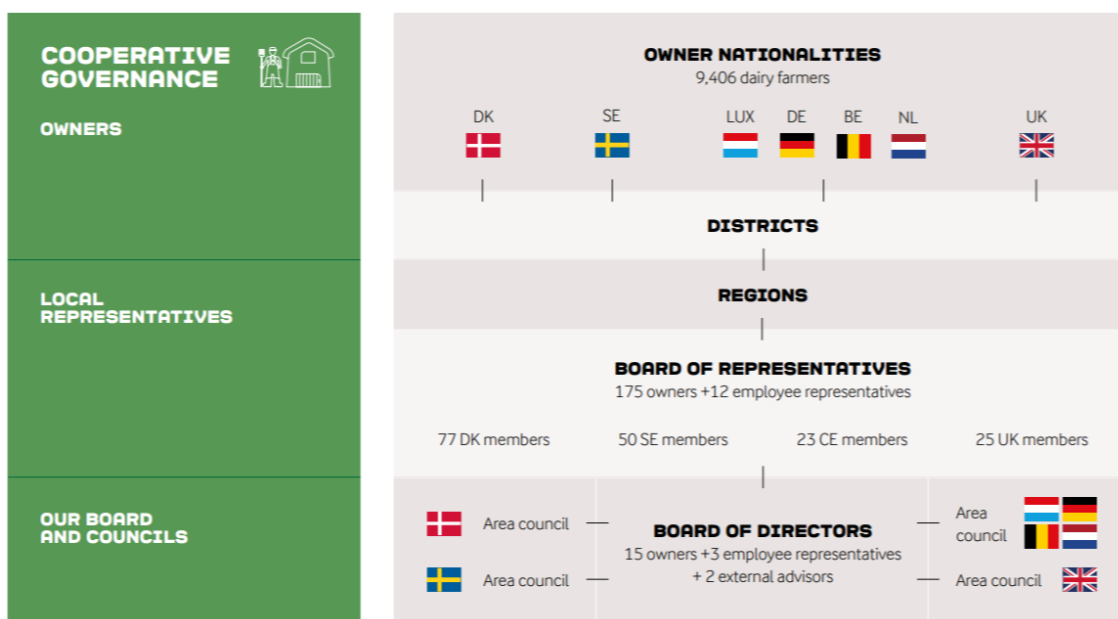 COOPERATIVE
GOVERNANCE
OWNERS
OWNER NATIONALITIES
9,406 dairy farmers
DK
SE
LUX
DE
BE
NL
UK
DISTRICTS
LOCAL
REPRESENTATIVES
REGIONS
BOARD OF REPRESENTATIVES
175 owners +12 employee representatives
77 DK members
50 SE members
23 CE members
25 UK members
OUR BOARD
AND COUNCILS
Area council
Area council
BOARD OF DIRECTORS
15 owners +3 employee representatives
+ 2 external advisors
Area
council
Area council